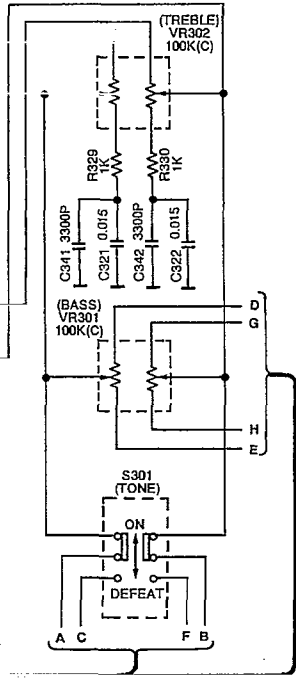 (TREBLE)
VR302
100K(C)
R329
1K
R330
1K
C341 3300P
C321 0.015
C342 3300P
C322 0.015
(BASS)
VR301
100K(C)
D
G
H
E
S301
(TONE)
ON
DEFEAT
A C F B